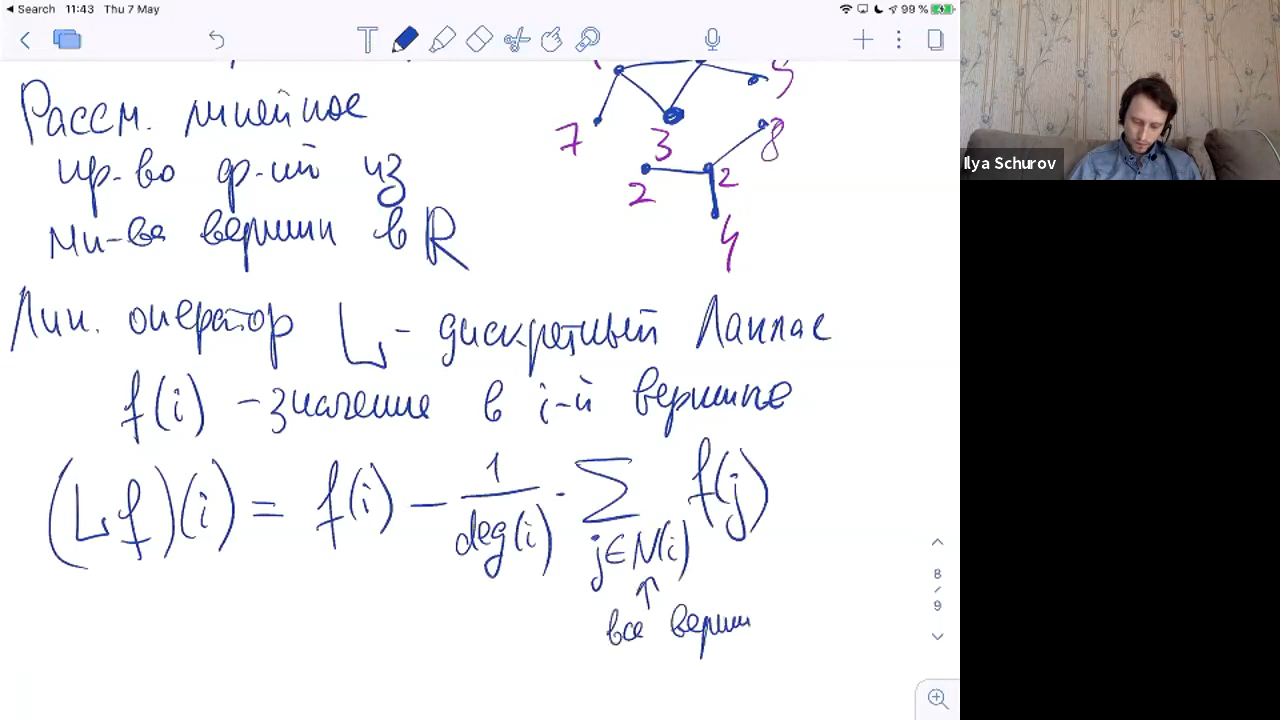 Search 11:43 Thu 7 May 99 %
Рассм. линейное
пр-во ф-ий из
мн-ва вершин в R
7 3 8
2 2
4
5
Лин. оператор L - дискретный Лаплас
f(i) - значение в i-й вершине
(Lf)(i) = f(i) - 1/deg(i) · ∑ j∈N(i) f(j)
↑
все верши
8
/
9
Ilya Schurov